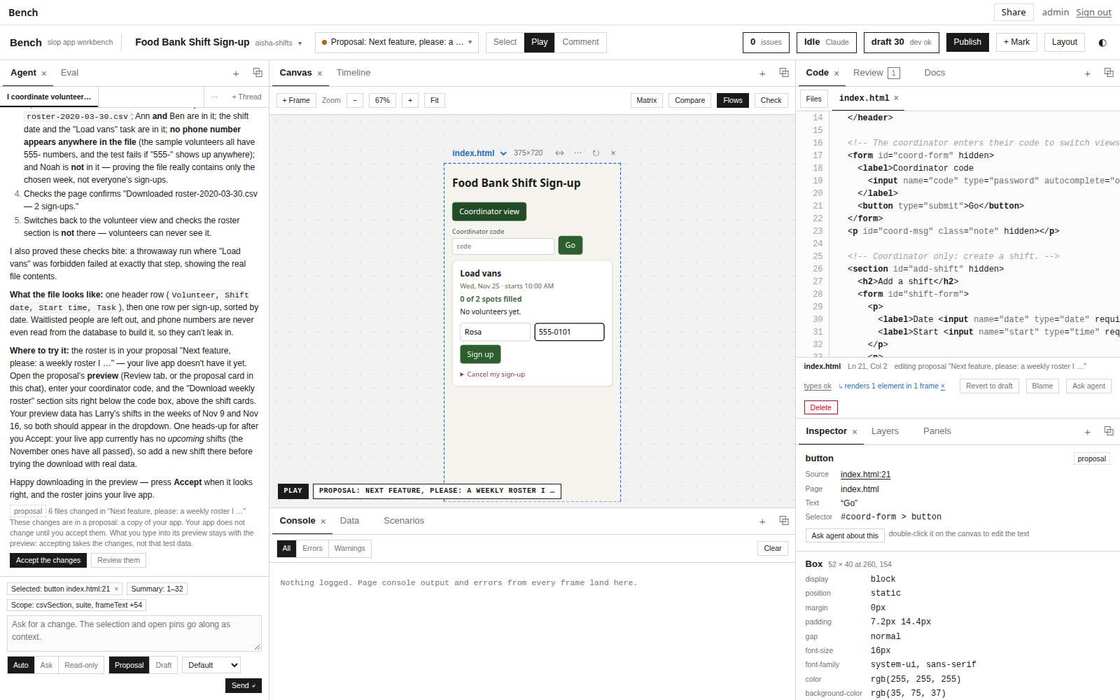 Bench
Share
admin
Sign out
Bench slop app workbench
Food Bank Shift Sign-up aisha-shifts ▾
Proposal: Next feature, please: a … ▾
Select
Play
Comment
0 issues
Idle Claude
draft 30 dev ok
Publish
+ Mark
Layout
Agent ×
Eval
I coordinate volunteer…
···
+ Thread
roster-2020-03-30.csv ; Ann and Ben are in it; the shift
date and the "Load vans" task are in it; no phone number
appears anywhere in the file (the sample volunteers all have
555- numbers, and the test fails if "555-" shows up anywhere);
and Noah is not in it — proving the file really contains only the
chosen week, not everyone's sign-ups.
4. Checks the page confirms "Downloaded roster-2020-03-30.csv
— 2 sign-ups."
5. Switches back to the volunteer view and checks the roster
section is not there — volunteers can never see it.
I also proved these checks bite: a throwaway run where "Load
vans" was forbidden failed at exactly that step, showing the real
file contents.
What the file looks like: one header row ( Volunteer, Shift
date, Start time, Task ), then one row per sign-up, sorted by
date. Waitlisted people are left out, and phone numbers are never
even read from the database to build it, so they can't leak in.
Where to try it: the roster is in your proposal "Next feature,
please: a weekly roster I …" — your live app doesn't have it yet.
Open the proposal's preview (Review tab, or the proposal card in
this chat), enter your coordinator code, and the "Download weekly
roster" section sits right below the code box, above the shift cards.
Your preview data has Larry's shifts in the weeks of Nov 9 and Nov
16, so both should appear in the dropdown. One heads-up for after
you Accept: your live app currently has no upcoming shifts (the
November ones have all passed), so add a new shift there before
trying the download with real data.
Happy downloading in the preview — press Accept when it looks
right, and the roster joins your live app.
proposal 6 files changed in "Next feature, please: a weekly roster I …"
These changes are in a proposal: a copy of your app. Your app does not
change until you accept them. What you type into its preview stays with the
preview: accepting takes the changes, not that test data.
Accept the changes
Review them
Selected: button index.html:21 ×
Summary: 1–32
Scope: csvSection, suite, frameText +54
Ask for a change. The selection and open pins go along as
context.
Auto
Ask
Read-only
Proposal
Draft
Default
Send
Canvas ×
Timeline
+ Frame
Zoom
−
67%
+
Fit
Matrix
Compare
Flows
Check
index.html
375×720
Food Bank Shift Sign-up
Coordinator view
Coordinator code
code
Go
Load vans
Wed, Nov 25 · starts 10:00 AM
0 of 2 spots filled
No volunteers yet.
Rosa
555-0101
Sign up
▸ Cancel my sign-up
PLAY
PROPOSAL: NEXT FEATURE, PLEASE: A WEEKLY ROSTER I …
Console ×
Data
Scenarios
All
Errors
Warnings
Clear
Nothing logged. Page console output and errors from every frame land here.
Code ×
Review 1
Docs
Files
index.html ×
14 </header>
15
16 <!-- The coordinator enters their code to switch views
17 <form id="coord-form" hidden>
18 <label>Coordinator code
19 <input name="code" type="password" autocomplete="o
20 </label>
21 <button type="submit">Go</button>
22 </form>
23 <p id="coord-msg" class="note" hidden></p>
24
25 <!-- Coordinator only: create a shift. -->
26 <section id="add-shift" hidden>
27 <h2>Add a shift</h2>
28 <form id="shift-form">
29 <p>
30 <label>Date <input name="date" type="date" requi
31 <label>Start <input name="start" type="time" req
32 </p>
index.html Ln 21, Col 2 editing proposal "Next feature, please: a weekly roster I …"
types ok
↳ renders 1 element in 1 frame ×
Revert to draft
Blame
Ask agent
Delete
Inspector ×
Layers
Panels
button
proposal
Source index.html:21
Page index.html
Text "Go"
Selector #coord-form > button
Ask agent about this
double-click it on the canvas to edit the text
Box 52 × 40 at 260, 154
display block
position static
margin 0px
padding 7.2px 14.4px
gap normal
font-size 16px
font-family system-ui, sans-serif
color rgb(255, 255, 255)
background-color rgb(35, 75, 37)